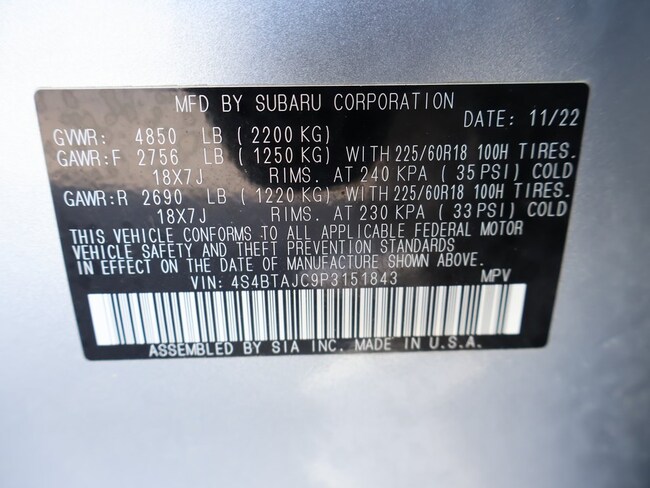 MFD BY SUBARU CORPORATION
DATE: 11/22
GVWR: 4850 LB (2200 KG)
GAWR:F 2756 LB (1250 KG) WITH 225/60R18 100H TIRES.
18X7J RIMS. AT 240 KPA (35 PSI) COLD
GAWR:R 2690 LB (1220 KG) WITH 225/60R18 100H TIRES.
18X7J RIMS. AT 230 KPA (33 PSI) COLD
THIS VEHICLE CONFORMS TO ALL APPLICABLE FEDERAL MOTOR
VEHICLE SAFETY AND THEFT PREVENTION STANDARDS
IN EFFECT ON THE DATE OF MANUFACTURE SHOWN ABOVE.
VIN: 4S4BTAJC9P3151843 MPV
ASSEMBLED BY SIA INC. MADE IN U.S.A.